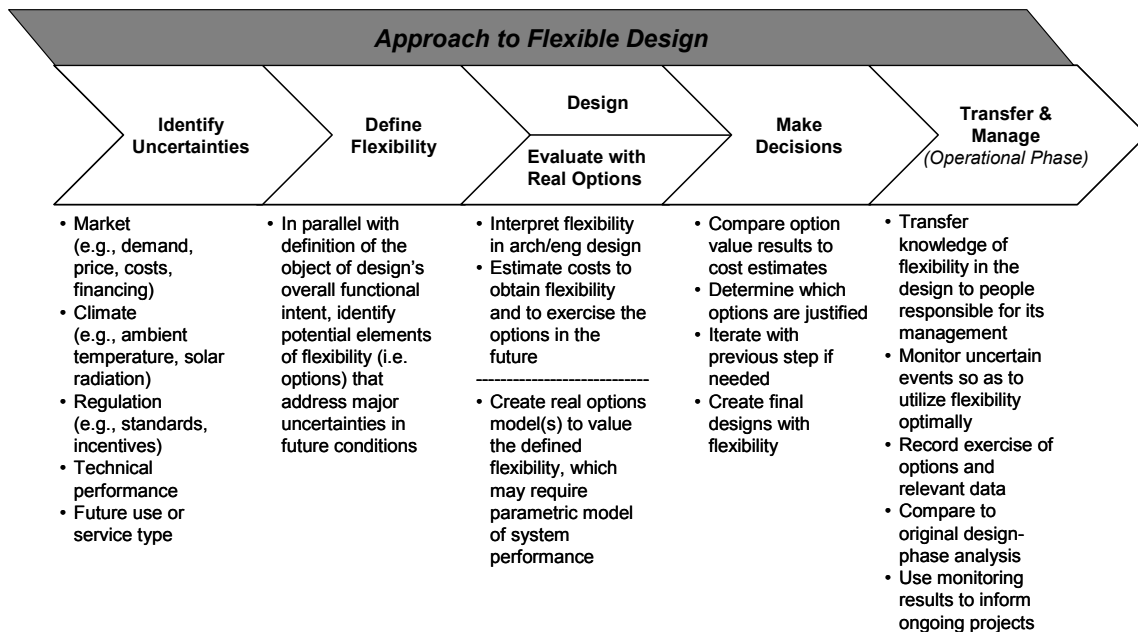 Approach to Flexible Design
Identify
Uncertainties
Define
Flexibility
Design
Evaluate with
Real Options
Make
Decisions
Transfer &
Manage
(Operational Phase)
• Market
(e.g., demand,
price, costs,
financing)
• Climate
(e.g., ambient
temperature, solar
radiation)
• Regulation
(e.g., standards,
incentives)
• Technical
performance
• Future use or
service type
• In parallel with
definition of the
object of design’s
overall functional
intent, identify
potential elements
of flexibility (i.e.
options) that
address major
uncertainties in
future conditions
• Interpret flexibility
in arch/eng design
• Estimate costs to
obtain flexibility
and to exercise the
options in the
future
----------------------------
• Create real options
model(s) to value
the defined
flexibility, which
may require
parametric model
of system
performance
• Compare option
value results to
cost estimates
• Determine which
options are justified
• Iterate with
previous step if
needed
• Create final
designs with
flexibility
• Transfer
knowledge of
flexibility in the
design to people
responsible for its
management
• Monitor uncertain
events so as to
utilize flexibility
optimally
• Record exercise of
options and
relevant data
• Compare to
original design-
phase analysis
• Use monitoring
results to inform
ongoing projects